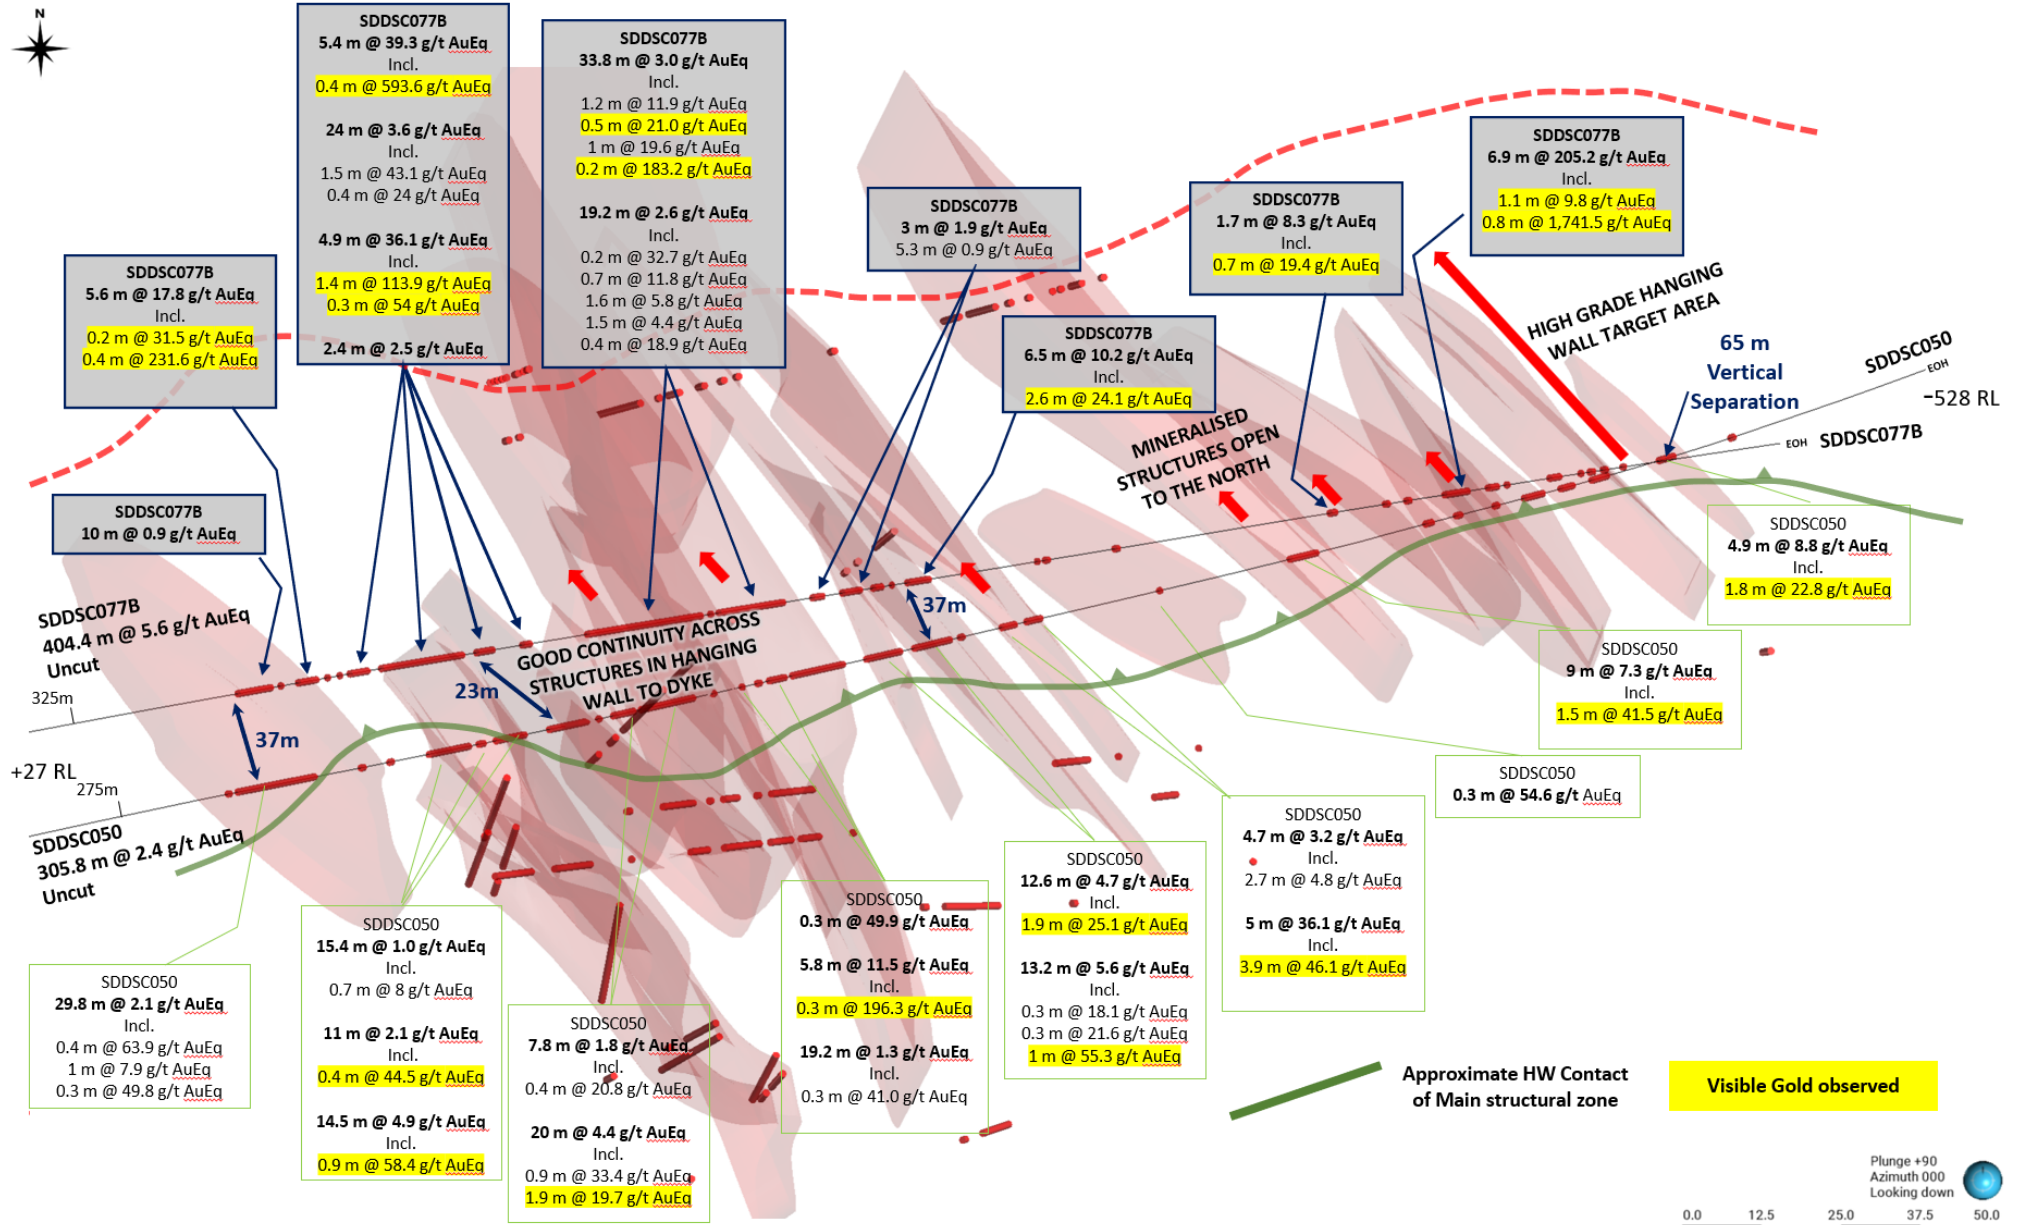 N
SDDSC077B
5.4 m @ 39.3 g/t AuEq
Incl.
0.4 m @ 593.6 g/t AuEq
24 m @ 3.6 g/t AuEq
Incl.
1.5 m @ 43.1 g/t AuEq
0.4 m @ 24 g/t AuEq
4.9 m @ 36.1 g/t AuEq
Incl.
1.4 m @ 113.9 g/t AuEq
0.3 m @ 54 g/t AuEq
2.4 m @ 2.5 g/t AuEq
SDDSC077B
33.8 m @ 3.0 g/t AuEq
Incl.
1.2 m @ 11.9 g/t AuEq
0.5 m @ 21.0 g/t AuEq
1 m @ 19.6 g/t AuEq
0.2 m @ 183.2 g/t AuEq
19.2 m @ 2.6 g/t AuEq
Incl.
0.2 m @ 32.7 g/t AuEq
0.7 m @ 11.8 g/t AuEq
1.6 m @ 5.8 g/t AuEq
1.5 m @ 4.4 g/t AuEq
0.4 m @ 18.9 g/t AuEq
SDDSC077B
3 m @ 1.9 g/t AuEq
5.3 m @ 0.9 g/t AuEq
SDDSC077B
1.7 m @ 8.3 g/t AuEq
Incl.
0.7 m @ 19.4 g/t AuEq
SDDSC077B
6.9 m @ 205.2 g/t AuEq
Incl.
1.1 m @ 9.8 g/t AuEq
0.8 m @ 1,741.5 g/t AuEq
SDDSC077B
5.6 m @ 17.8 g/t AuEq
Incl.
0.2 m @ 31.5 g/t AuEq
0.4 m @ 231.6 g/t AuEq
SDDSC077B
6.5 m @ 10.2 g/t AuEq
Incl.
2.6 m @ 24.1 g/t AuEq
HIGH GRADE HANGING
WALL TARGET AREA
65 m
Vertical
Separation
SDDSC050
EOH
-528 RL
EOH SDDSC077B
MINERALISED
STRUCTURES OPEN
TO THE NORTH
SDDSC077B
10 m @ 0.9 g/t AuEq
SDDSC077B
404.4 m @ 5.6 g/t AuEq
Uncut
325m
37m
23m
GOOD CONTINUITY ACROSS
STRUCTURES IN HANGING
WALL TO DYKE
37m
+27 RL
275m
SDDSC050
305.8 m @ 2.4 g/t AuEq
Uncut
SDDSC050
4.9 m @ 8.8 g/t AuEq
Incl.
1.8 m @ 22.8 g/t AuEq
SDDSC050
9 m @ 7.3 g/t AuEq
Incl.
1.5 m @ 41.5 g/t AuEq
SDDSC050
0.3 m @ 54.6 g/t AuEq
SDDSC050
4.7 m @ 3.2 g/t AuEq
Incl.
2.7 m @ 4.8 g/t AuEq
5 m @ 36.1 g/t AuEq
Incl.
3.9 m @ 46.1 g/t AuEq
SDDSC050
12.6 m @ 4.7 g/t AuEq
Incl.
1.9 m @ 25.1 g/t AuEq
13.2 m @ 5.6 g/t AuEq
Incl.
0.3 m @ 18.1 g/t AuEq
0.3 m @ 21.6 g/t AuEq
1 m @ 55.3 g/t AuEq
SDDSC050
0.3 m @ 49.9 g/t AuEq
5.8 m @ 11.5 g/t AuEq
Incl.
0.3 m @ 196.3 g/t AuEq
19.2 m @ 1.3 g/t AuEq
Incl.
0.3 m @ 41.0 g/t AuEq
SDDSC050
7.8 m @ 1.8 g/t AuEq
Incl.
0.4 m @ 20.8 g/t AuEq
20 m @ 4.4 g/t AuEq
Incl.
0.9 m @ 33.4 g/t AuEq
1.9 m @ 19.7 g/t AuEq
SDDSC050
15.4 m @ 1.0 g/t AuEq
Incl.
0.7 m @ 8 g/t AuEq
11 m @ 2.1 g/t AuEq
Incl.
0.4 m @ 44.5 g/t AuEq
14.5 m @ 4.9 g/t AuEq
Incl.
0.9 m @ 58.4 g/t AuEq
SDDSC050
29.8 m @ 2.1 g/t AuEq
Incl.
0.4 m @ 63.9 g/t AuEq
1 m @ 7.9 g/t AuEq
0.3 m @ 49.8 g/t AuEq
Approximate HW Contact
of Main structural zone
Visible Gold observed
Plunge +90
Azimuth 000
Looking down
0.0 12.5 25.0 37.5 50.0